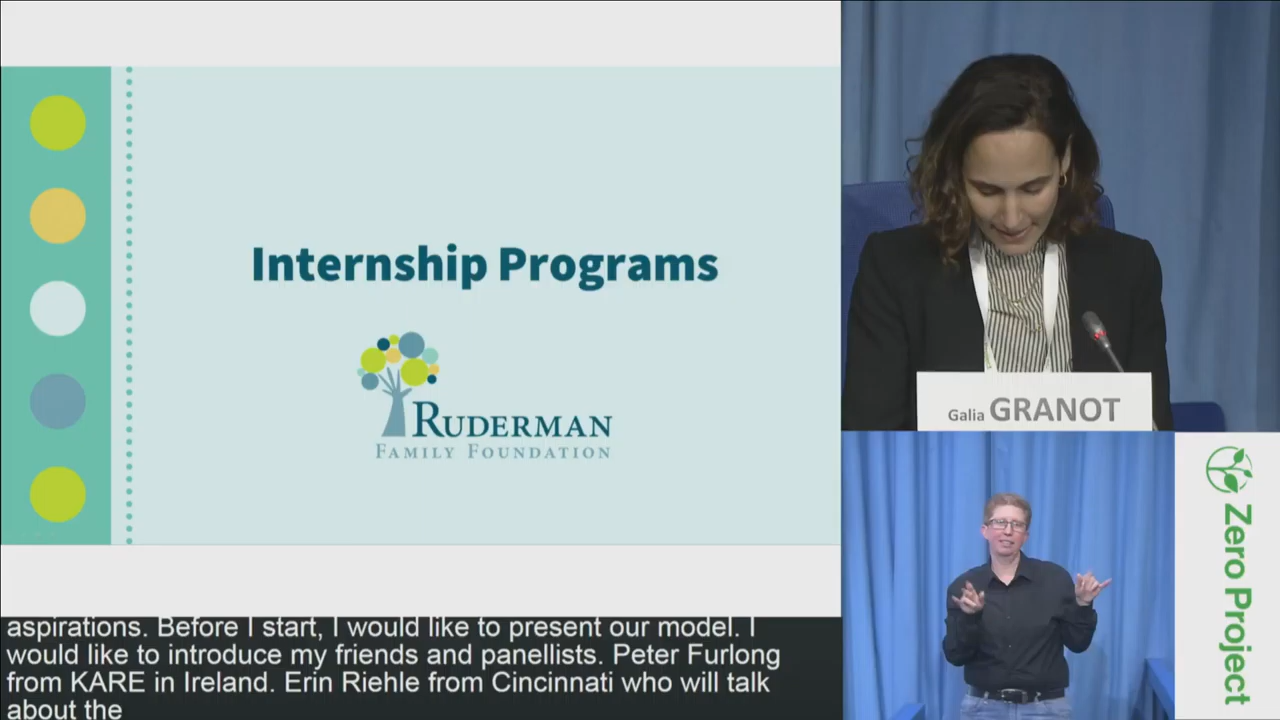 Internship Programs
RUDERMAN
FAMILY FOUNDATION
Galia GRANOT
Zero Project
aspirations. Before I start, I would like to present our model. I
would like to introduce my friends and panellists. Peter Furlong
from KARE in Ireland. Erin Riehle from Cincinnati who will talk
about the